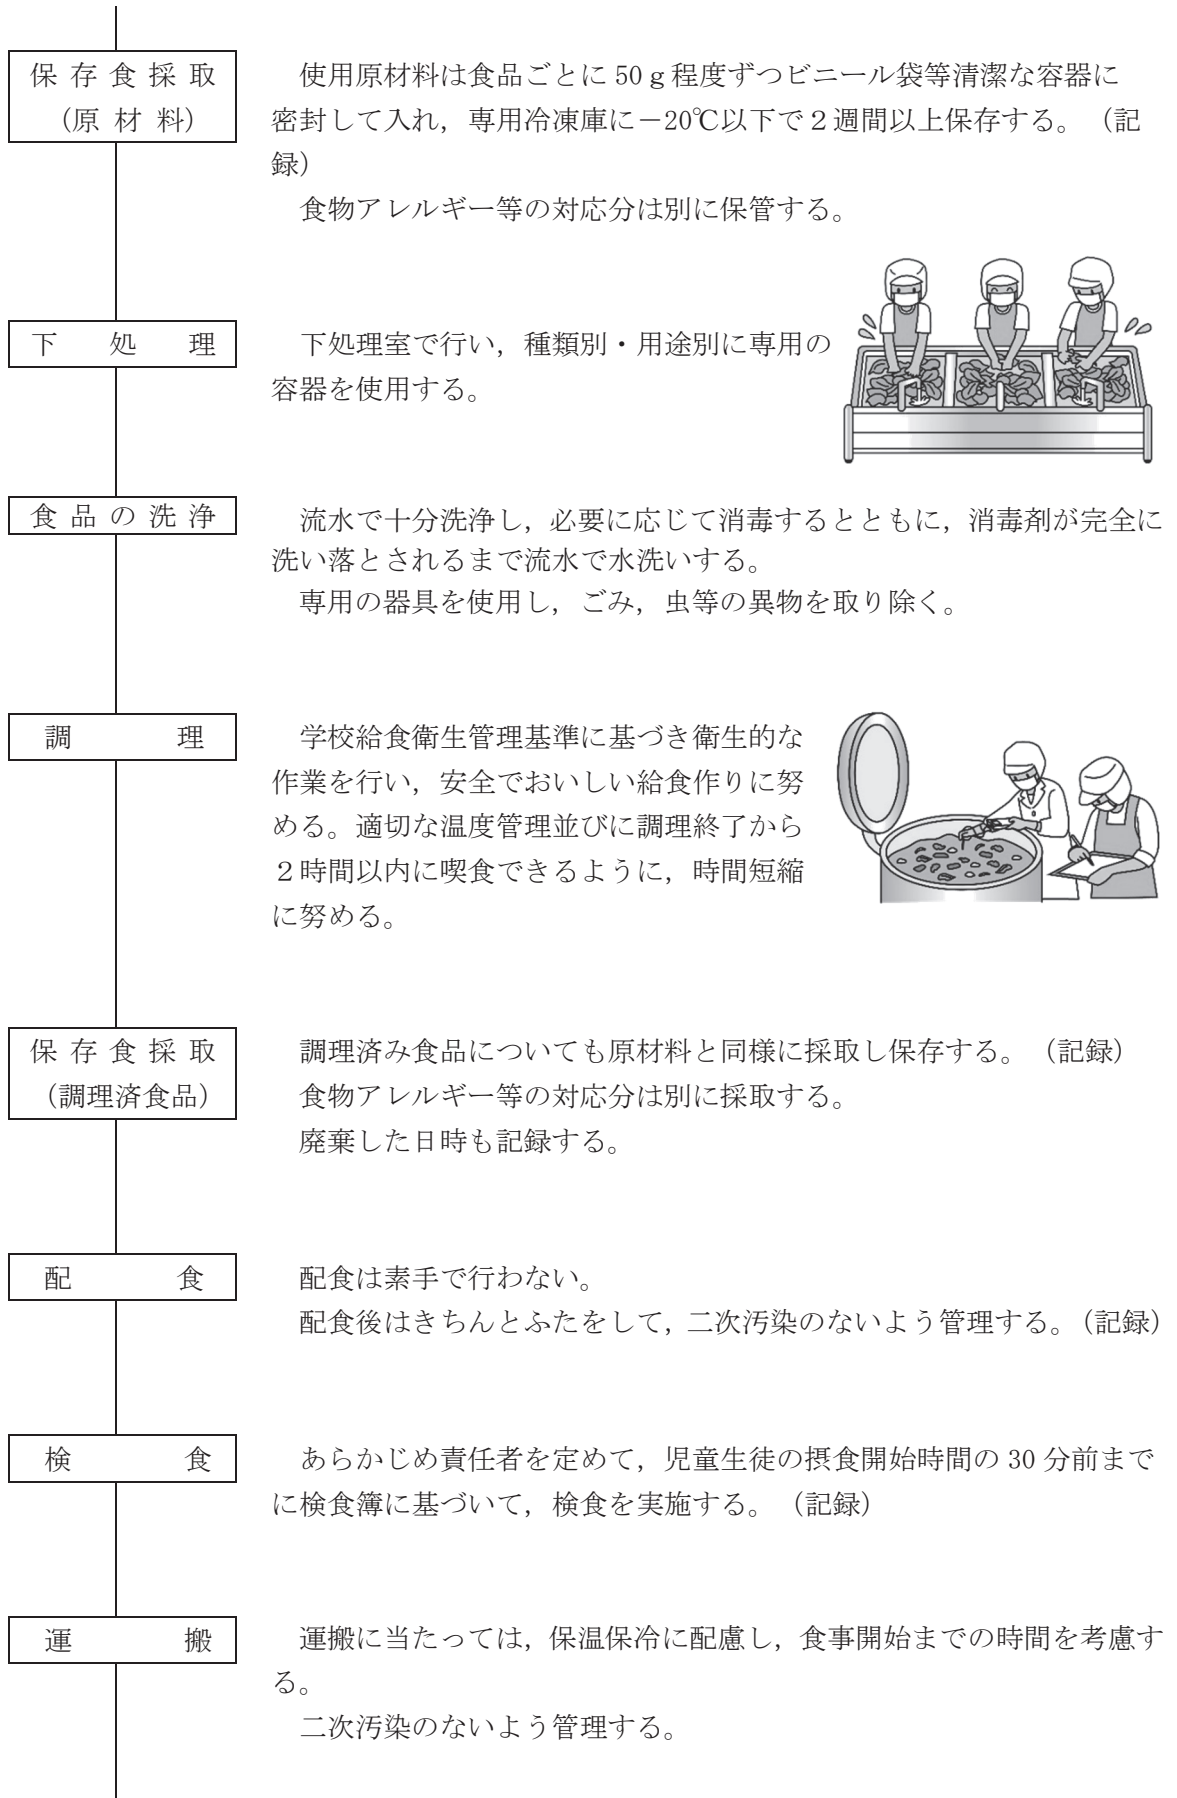 保存食採取
(原材料)
使用原材料は食品ごとに50ｇ程度ずつビニール袋等清潔な容器に
密封して入れ，専用冷凍庫に－20℃以下で２週間以上保存する。（記
録）
食物アレルギー等の対応分は別に保管する。
下処理
下処理室で行い，種類別・用途別に専用の
容器を使用する。
食品の洗浄
流水で十分洗浄し，必要に応じて消毒するとともに，消毒剤が完全に
洗い落とされるまで流水で水洗いする。
専用の器具を使用し，ごみ，虫等の異物を取り除く。
調理
学校給食衛生管理基準に基づき衛生的な
作業を行い，安全でおいしい給食作りに努
める。適切な温度管理並びに調理終了から
２時間以内に喫食できるように，時間短縮
に努める。
保存食採取
（調理済食品）
調理済み食品についても原材料と同様に採取し保存する。（記録）
食物アレルギー等の対応分は別に採取する。
廃棄した日時も記録する。
配食
配食は素手で行わない。
配食後はきちんとふたをして，二次汚染のないよう管理する。（記録）
検食
あらかじめ責任者を定めて，児童生徒の摂食開始時間の30分前まで
に検食簿に基づいて，検食を実施する。（記録）
運搬
運搬に当たっては，保温保冷に配慮し，食事開始までの時間を考慮す
る。
二次汚染のないよう管理する。